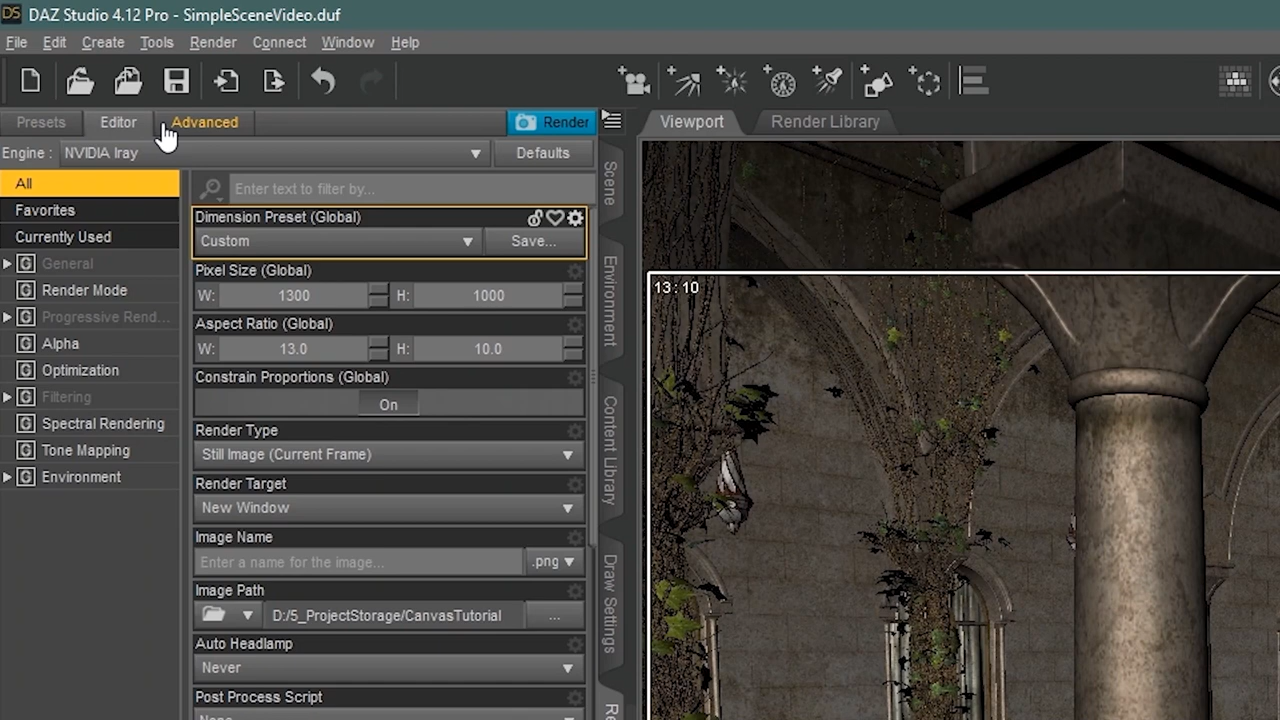 DS DAZ Studio 4.12 Pro - SimpleSceneVideo.duf
File Edit Create Tools Render Connect Window Help
Presets Editor Advanced Render
Viewport Render Library
Engine : NVIDIA Iray Defaults
All
Favorites
Currently Used
G General
G Render Mode
G Progressive Rend...
G Alpha
G Optimization
G Filtering
G Spectral Rendering
G Tone Mapping
G Environment
Enter text to filter by...
Dimension Preset (Global)
Custom Save...
Pixel Size (Global)
W: 1300 H: 1000
Aspect Ratio (Global)
W: 13.0 H: 10.0
Constrain Proportions (Global)
On
Render Type
Still Image (Current Frame)
Render Target
New Window
Image Name
Enter a name for the image... .png
Image Path
D:/5_ProjectStorage/CanvasTutorial ...
Auto Headlamp
Never
Post Process Script
Scene
Environment
Content Library
Draw Settings
13:10